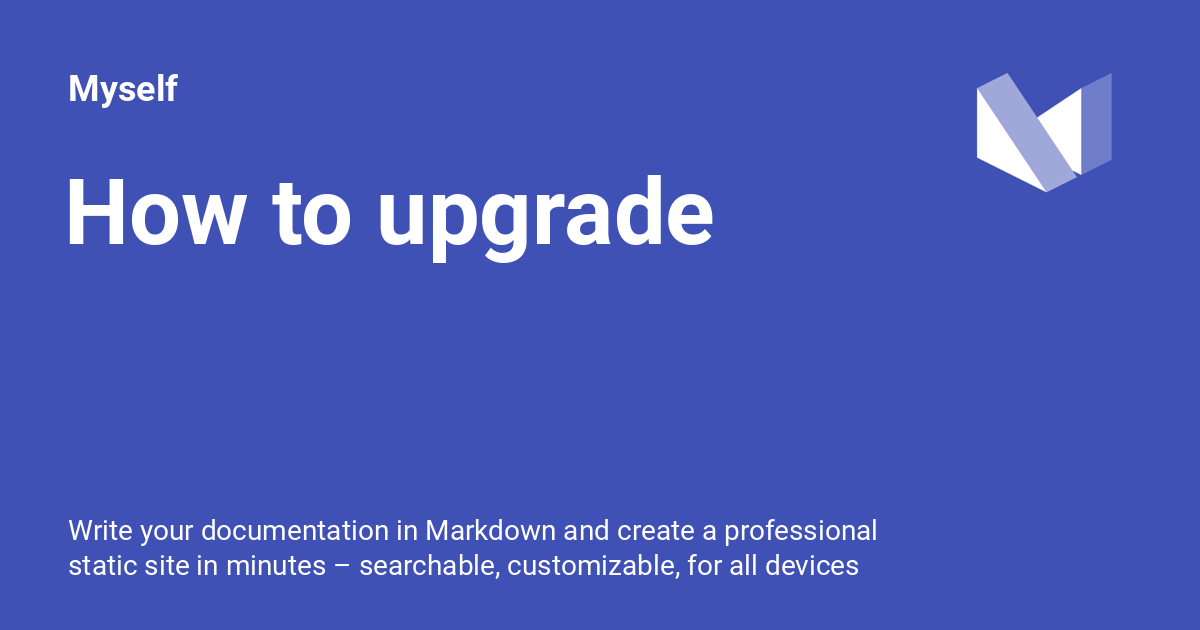 Myself
How to upgrade
Write your documentation in Markdown and create a professional
static site in minutes – searchable, customizable, for all devices